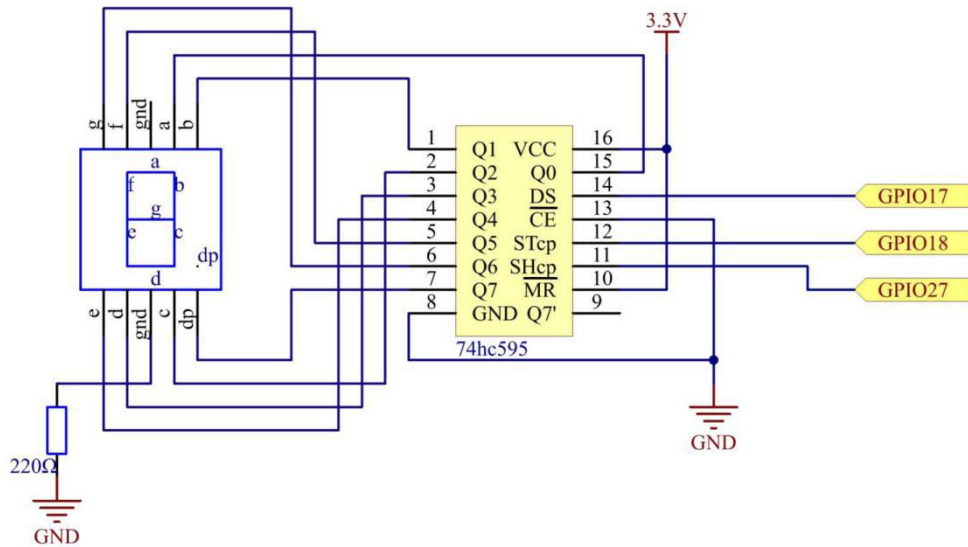 3.3V
g f gnd a b
a
f b
g
e c
dp
d
e d gnd c dp
220Ω
GND
1 Q1 VCC 16
2 Q2 Q0 15
3 Q3 DS 14
4 Q4 CE 13
5 Q5 STcp 12
6 Q6 SHcp 11
7 Q7 MR 10
8 GND Q7' 9
74hc595
GPIO17
GPIO18
GPIO27
GND